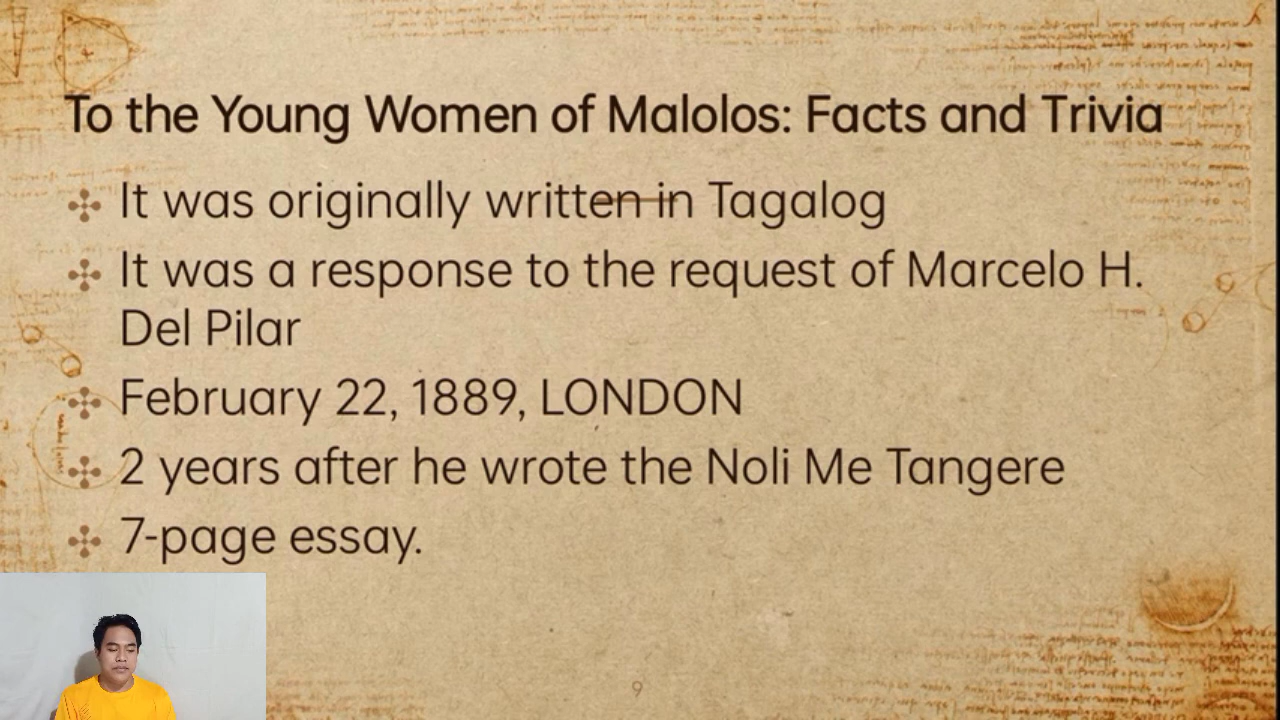 To the Young Women of Malolos: Facts and Trivia
It was originally written in Tagalog
It was a response to the request of Marcelo H.
Del Pilar
February 22, 1889, LONDON
2 years after he wrote the Noli Me Tangere
7-page essay.
9